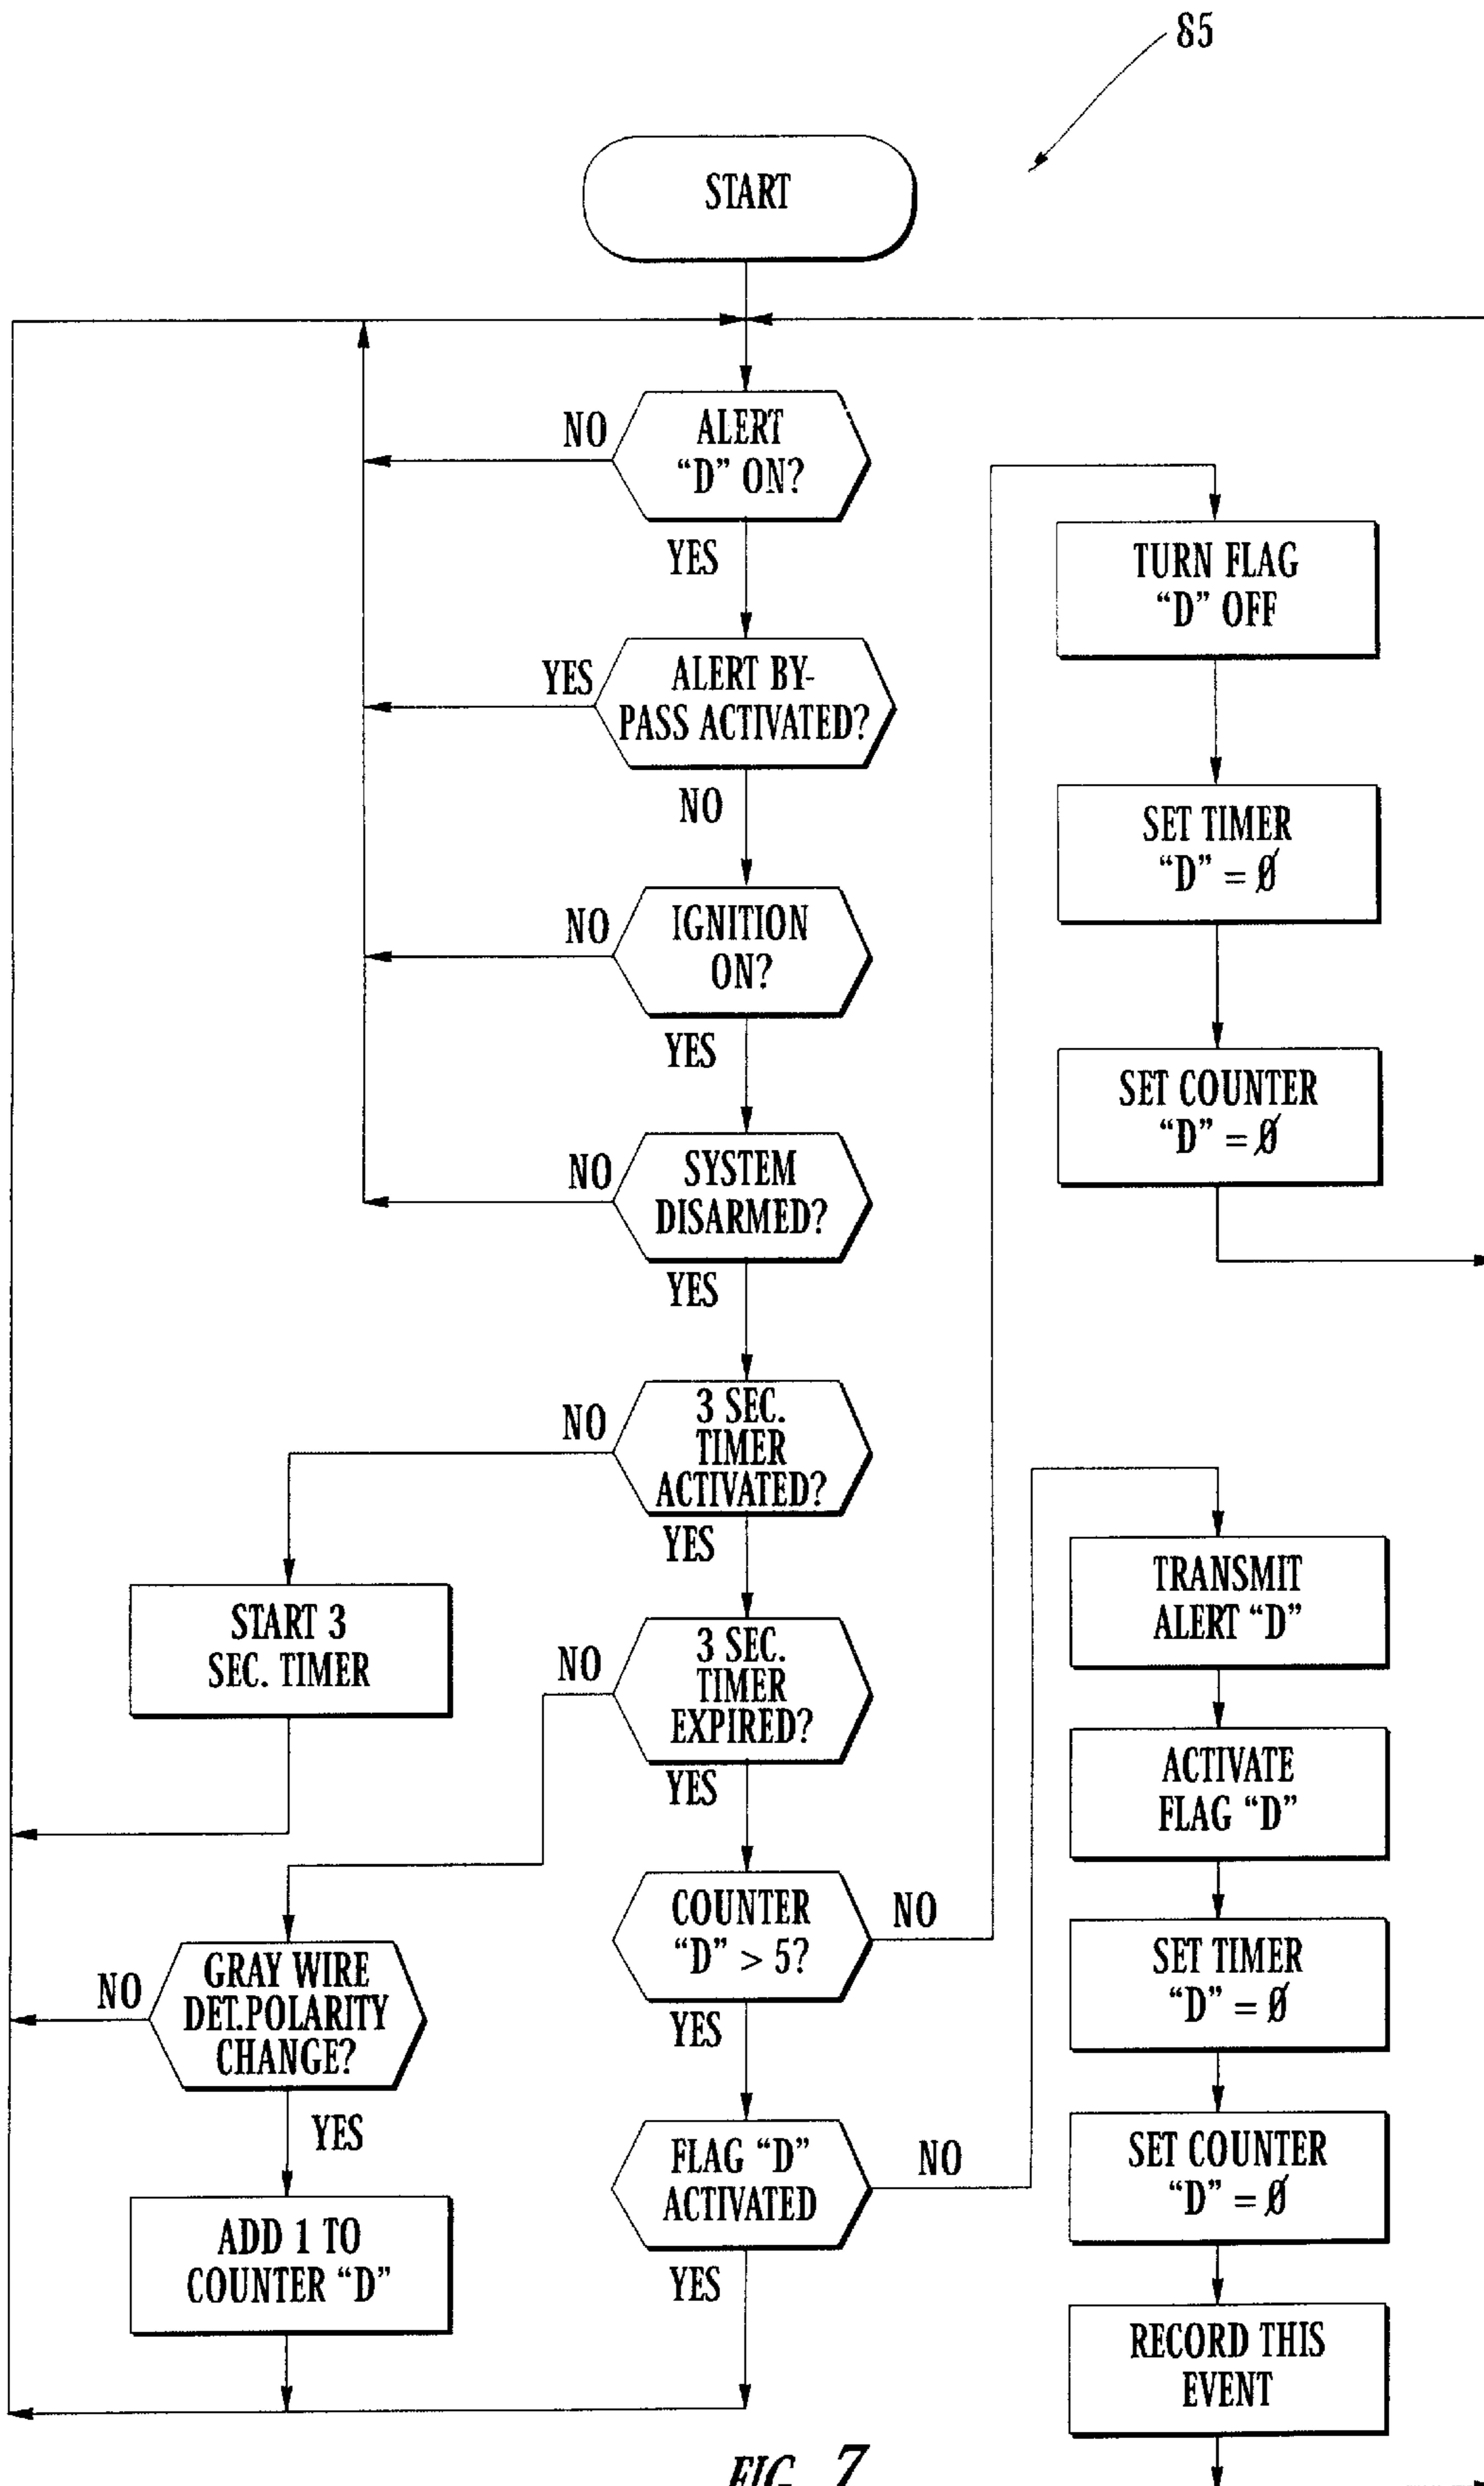 85
START
ALERT
“D” ON?
NO
YES
ALERT BY-
PASS ACTIVATED?
YES
NO
IGNITION
ON?
NO
YES
SYSTEM
DISARMED?
NO
YES
3 SEC.
TIMER
ACTIVATED?
NO
YES
START 3
SEC. TIMER
3 SEC.
TIMER
EXPIRED?
NO
YES
GRAY WIRE
DET.POLARITY
CHANGE?
NO
YES
ADD 1 TO
COUNTER “D”
COUNTER
“D” > 5?
NO
YES
FLAG “D”
ACTIVATED
NO
YES
TURN FLAG
“D” OFF
SET TIMER
“D” = Ø
SET COUNTER
“D” = Ø
TRANSMIT
ALERT “D”
ACTIVATE
FLAG “D”
SET TIMER
“D” = Ø
SET COUNTER
“D” = Ø
RECORD THIS
EVENT
FIG. 7